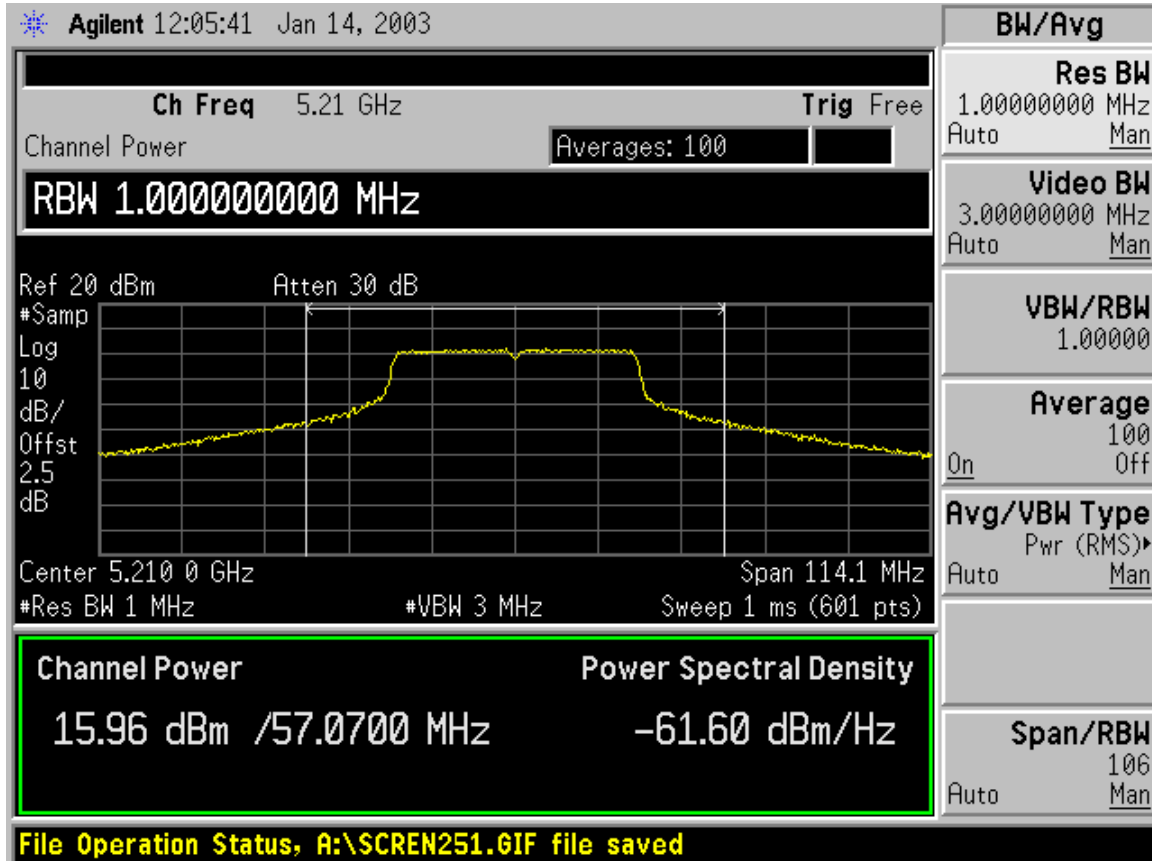 Agilent 12:05:41 Jan 14, 2003
Ch Freq 5.21 GHz Trig Free
Channel Power Averages: 100
RBW 1.000000000 MHz
Ref 20 dBm Atten 30 dB
#Samp
Log
10
dB/
Offst
2.5
dB
Center 5.210 0 GHz Span 114.1 MHz
#Res BW 1 MHz #VBW 3 MHz Sweep 1 ms (601 pts)
Channel Power Power Spectral Density
15.96 dBm /57.0700 MHz -61.60 dBm/Hz
File Operation Status, A:\SCREN251.GIF file saved
BW/Avg
Res BW
1.00000000 MHz
Auto Man
Video BW
3.00000000 MHz
Auto Man
VBW/RBW
1.00000
Average
100
On Off
Avg/VBW Type
Pwr (RMS)▸
Auto Man
Span/RBW
106
Auto Man